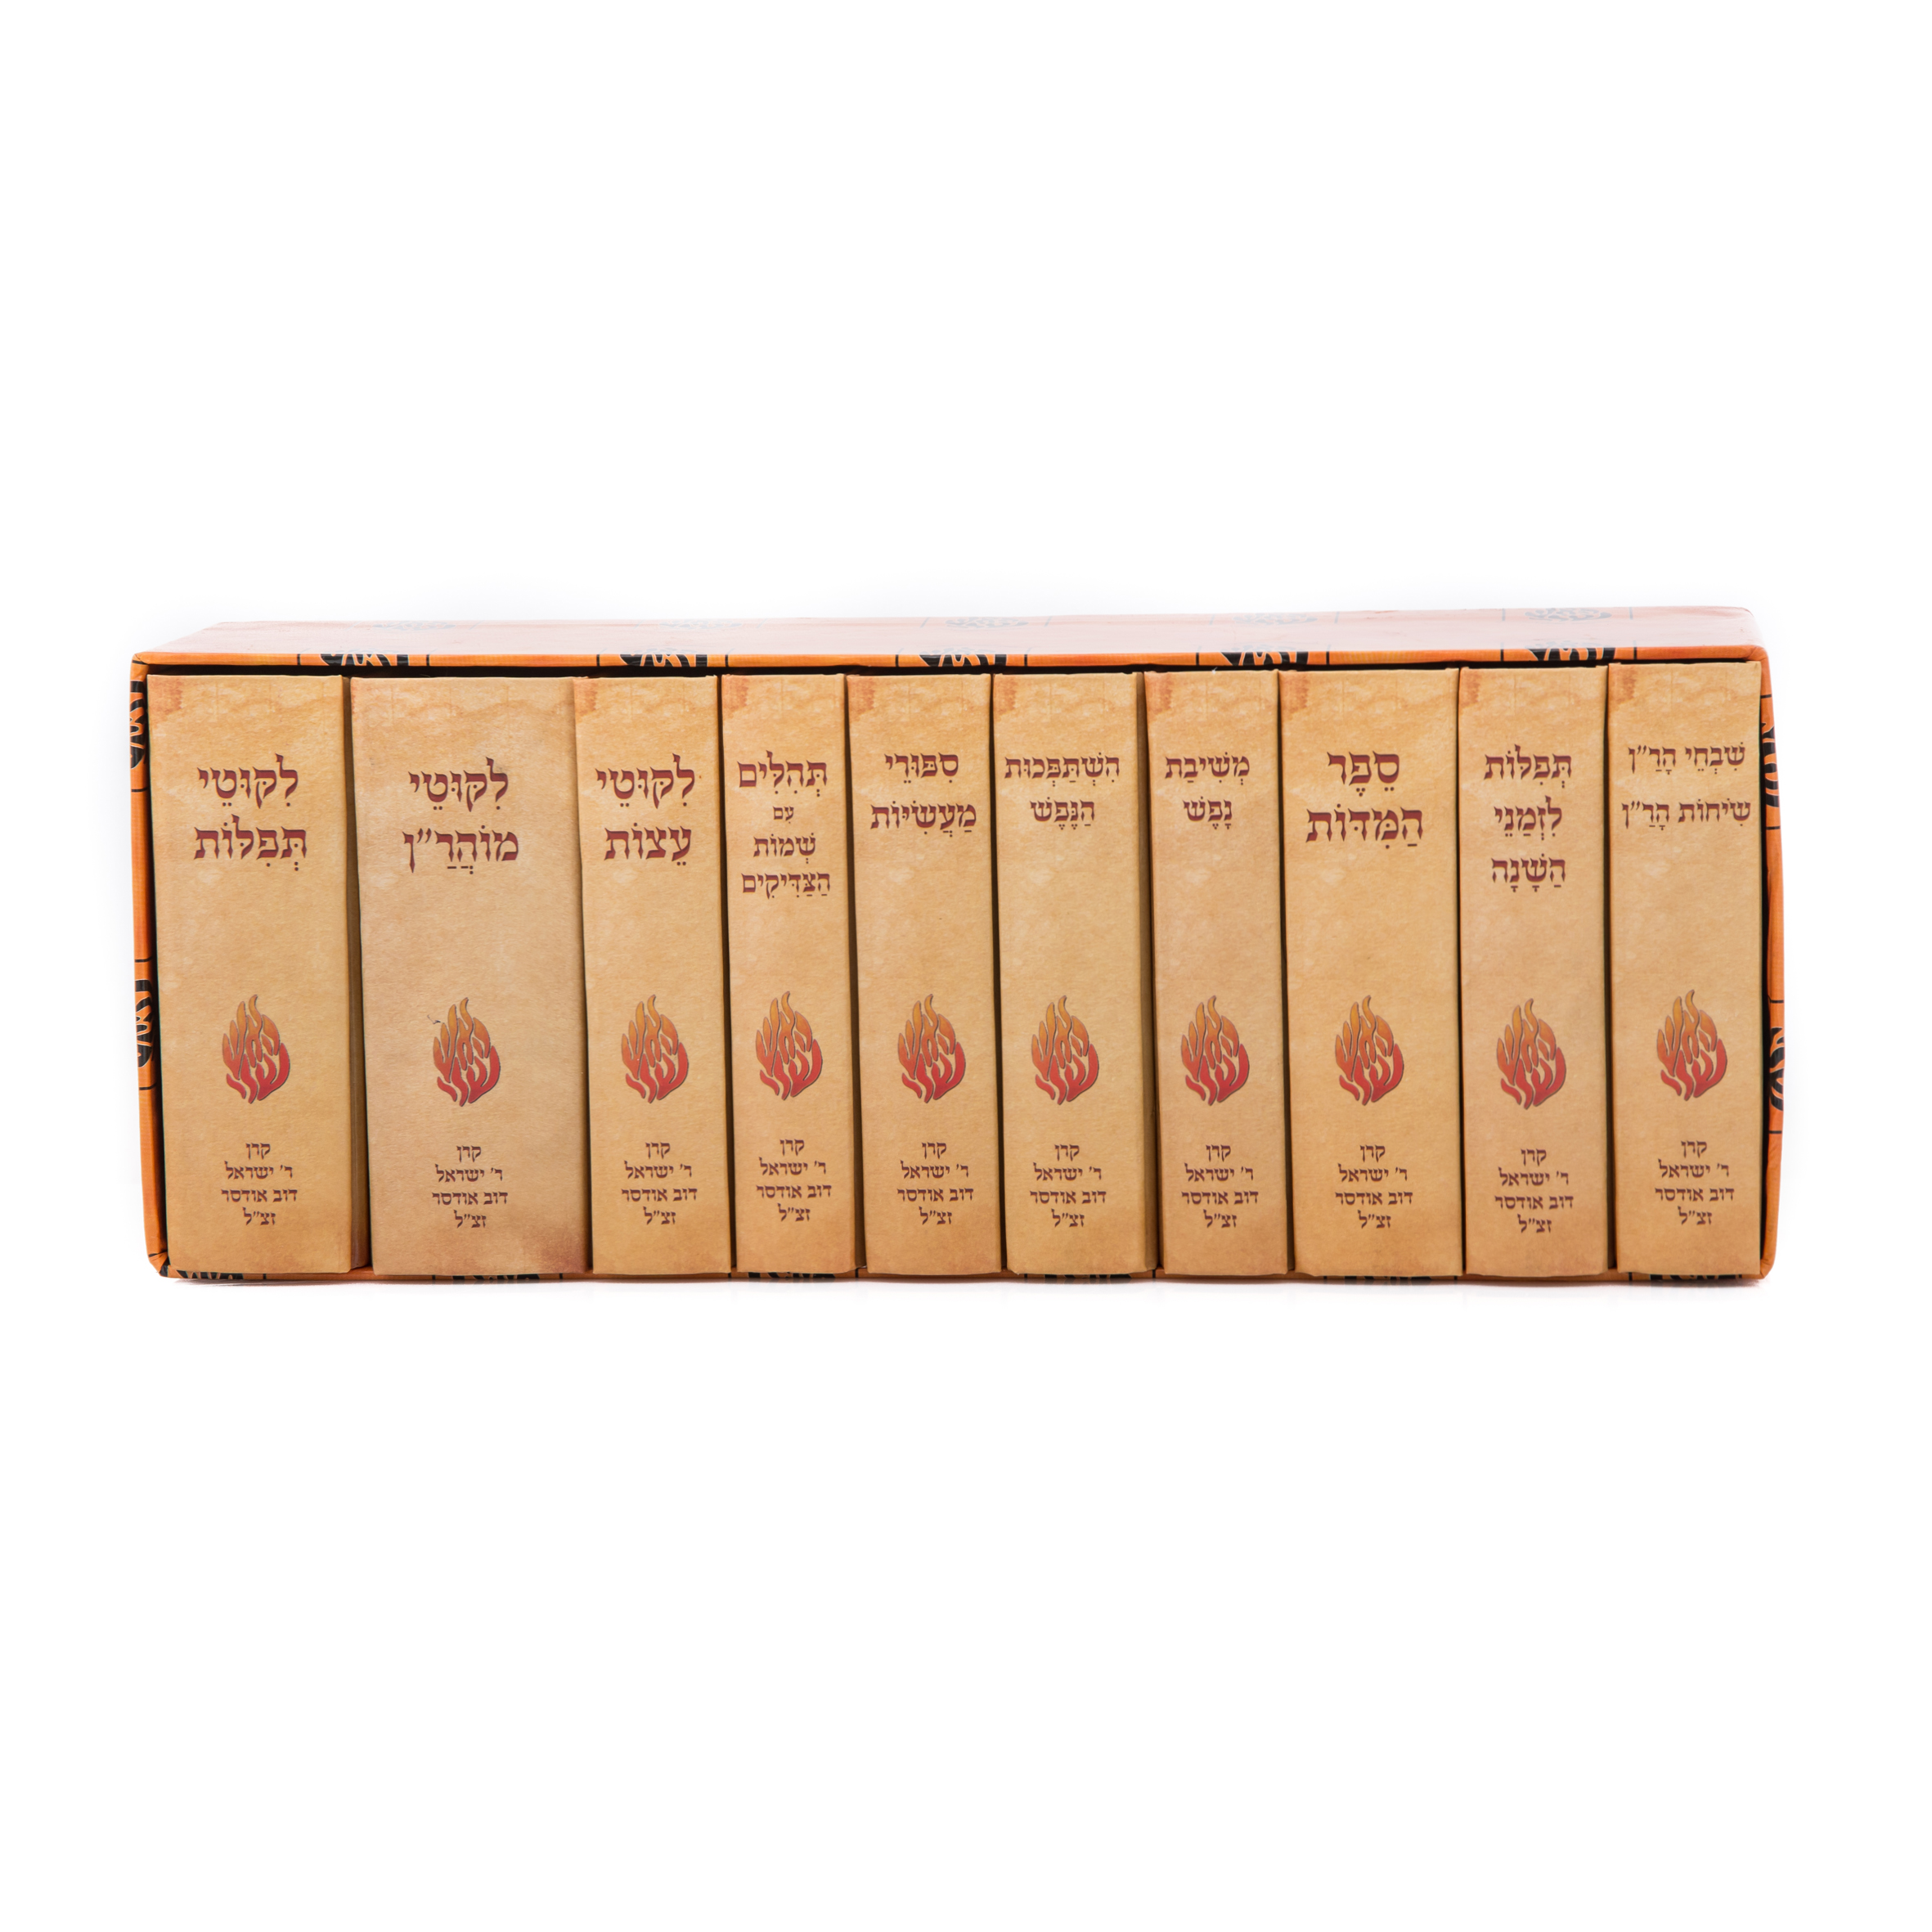 שִׁבְחֵי הָרַ״ן
שִׂיחוֹת הָרַ״ן
קרן
ר' ישראל
דוב אודסר
זצ״ל
תְּפִלּוֹת
לִזְמַנֵּי
הַשָּׁנָה
קרן
ר' ישראל
דוב אודסר
זצ״ל
סֵפֶר
הַמִּדּוֹת
קרן
ר' ישראל
דוב אודסר
זצ״ל
מְשִׁיבַת
נָפֶשׁ
קרן
ר' ישראל
דוב אודסר
זצ״ל
הִשְׁתַּפְּכוּת
הַנֶּפֶשׁ
קרן
ר' ישראל
דוב אודסר
זצ״ל
סִפּוּרֵי
מַעֲשִׂיּוֹת
קרן
ר' ישראל
דוב אודסר
זצ״ל
תְּהִלִּים
עִם
שְׁמוֹת
הַצַּדִּיקִים
קרן
ר' ישראל
דוב אודסר
זצ״ל
לִקּוּטֵי
עֵצוֹת
קרן
ר' ישראל
דוב אודסר
זצ״ל
לִקּוּטֵי
מוֹהֲרַ״ן
קרן
ר' ישראל
דוב אודסר
זצ״ל
לִקּוּטֵי
תְּפִלּוֹת
קרן
ר' ישראל
דוב אודסר
זצ״ל